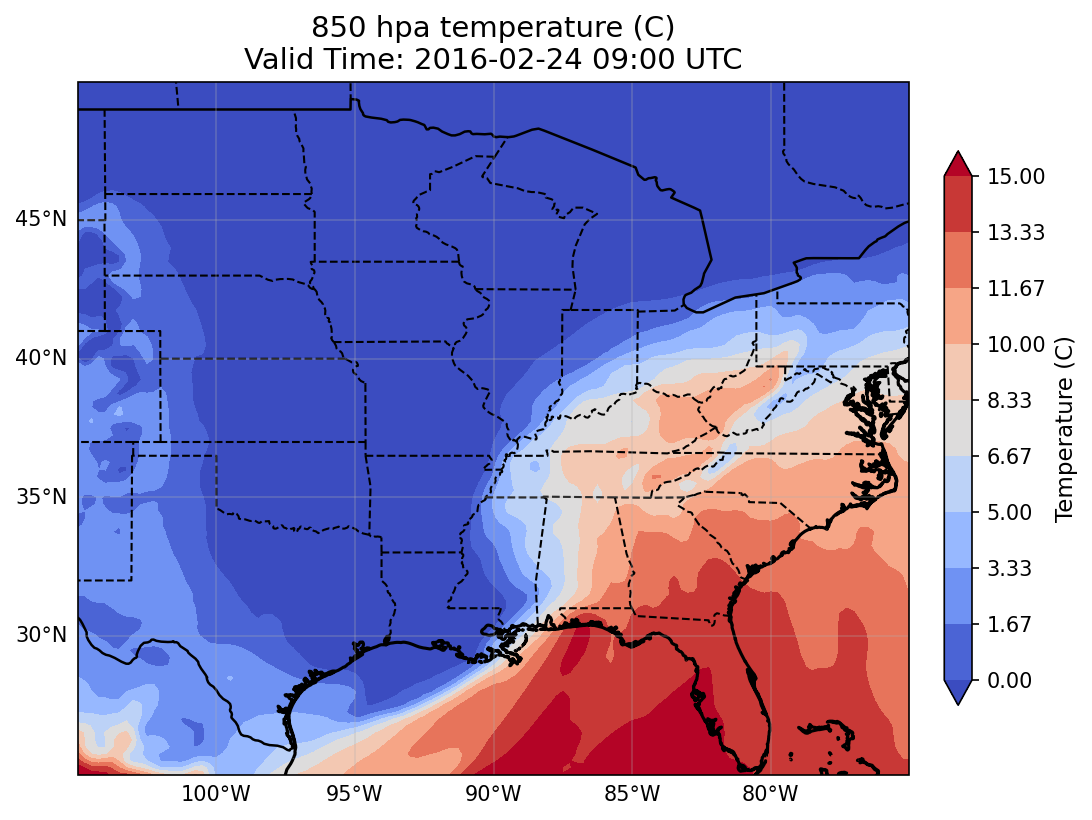 850 hpa temperature (C)
Valid Time: 2016-02-24 09:00 UTC
45°N
40°N
35°N
30°N
100°W
95°W
90°W
85°W
80°W
15.00
13.33
11.67
10.00
8.33
6.67
5.00
3.33
1.67
0.00
Temperature (C)